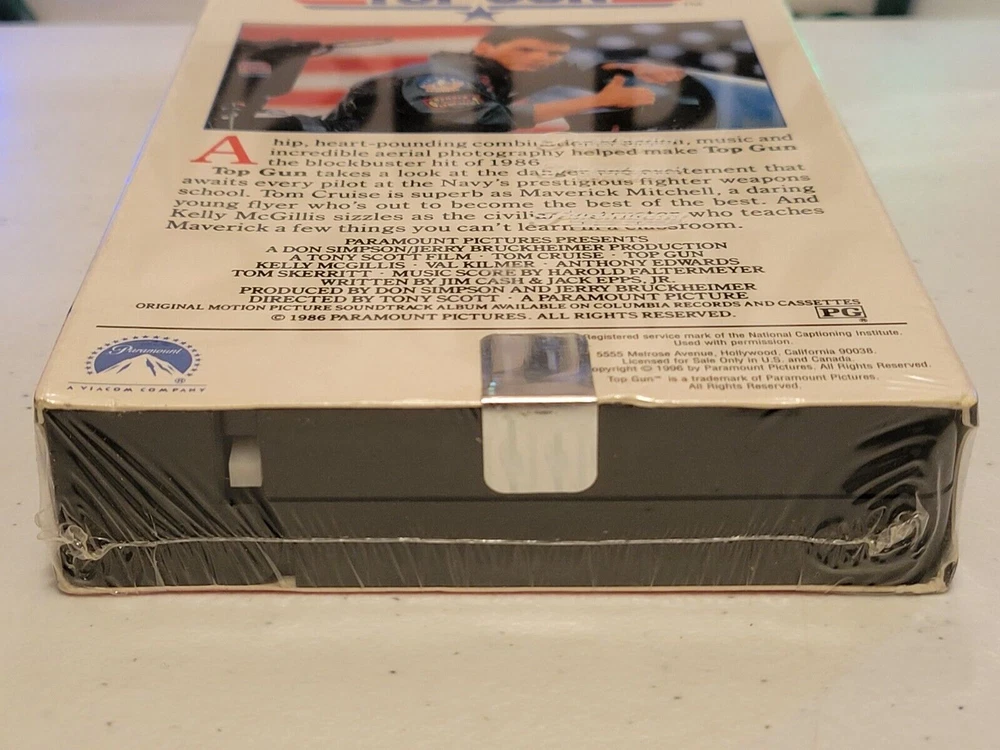 TOP GUN
TM
A hip, heart-pounding music and
incredible aerial photography helped make Top Gun
the blockbuster hit of 1986
Top Gun takes a look at the that
awaits every pilot at the Navy's prestigious fighter weapons
school. Tom Cruise is superb as Maverick Mitchell, a daring
young flyer who's out to become the best of the best. And
Kelly McGillis sizzles as the who teaches
Maverick a few things you can't learn in a classroom.
PARAMOUNT PICTURES PRESENTS
A DON SIMPSON/JERRY BRUCKHEIMER PRODUCTION
A TONY SCOTT FILM · TOM CRUISE · TOP GUN
KELLY McGILLIS · VAL KILMER · ANTHONY EDWARDS
TOM SKERRITT · MUSIC SCORE BY HAROLD FALTERMEYER
WRITTEN BY JIM CASH & JACK EPPS, JR
PRODUCED BY DON SIMPSON AND JERRY BRUCKHEIMER
DIRECTED BY TONY SCOTT · A PARAMOUNT PICTURE
ORIGINAL MOTION PICTURE SOUNDTRACK ALBUM AVAILABLE ON COLUMBIA RECORDS AND CASSETTES
© 1986 PARAMOUNT PICTURES. ALL RIGHTS RESERVED.
PG®
Paramount
®
A VIACOM COMPANY
Registered service mark of the National Captioning Institute.
Used with permission.
5555 Melrose Avenue, Hollywood, California 90038.
Licensed for Sale Only in U.S. and Canada.
opyright © 1996 by Paramount Pictures. All Rights Reserved.
Top Gun™ is a trademark of Paramount Pictures.
All Rights Reserved.